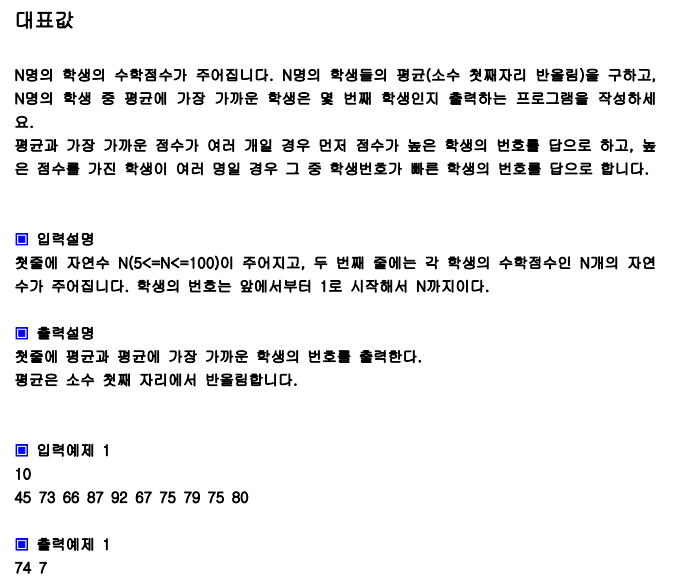 대표값
N명의 학생의 수학점수가 주어집니다. N명의 학생들의 평균(소수 첫째자리 반올림)을 구하고,
N명의 학생 중 평균에 가장 가까운 학생은 몇 번째 학생인지 출력하는 프로그램을 작성하세
요.
평균과 가장 가까운 점수가 여러 개일 경우 먼저 점수가 높은 학생의 번호를 답으로 하고, 높
은 점수를 가진 학생이 여러 명일 경우 그 중 학생번호가 빠른 학생의 번호를 답으로 합니다.
▣ 입력설명
첫줄에 자연수 N(5<=N<=100)이 주어지고, 두 번째 줄에는 각 학생의 수학점수인 N개의 자연
수가 주어집니다. 학생의 번호는 앞에서부터 1로 시작해서 N까지이다.
▣ 출력설명
첫줄에 평균과 평균에 가장 가까운 학생의 번호를 출력한다.
평균은 소수 첫째 자리에서 반올림합니다.
▣ 입력예제 1
10
45 73 66 87 92 67 75 79 75 80
▣ 출력예제 1
74 7